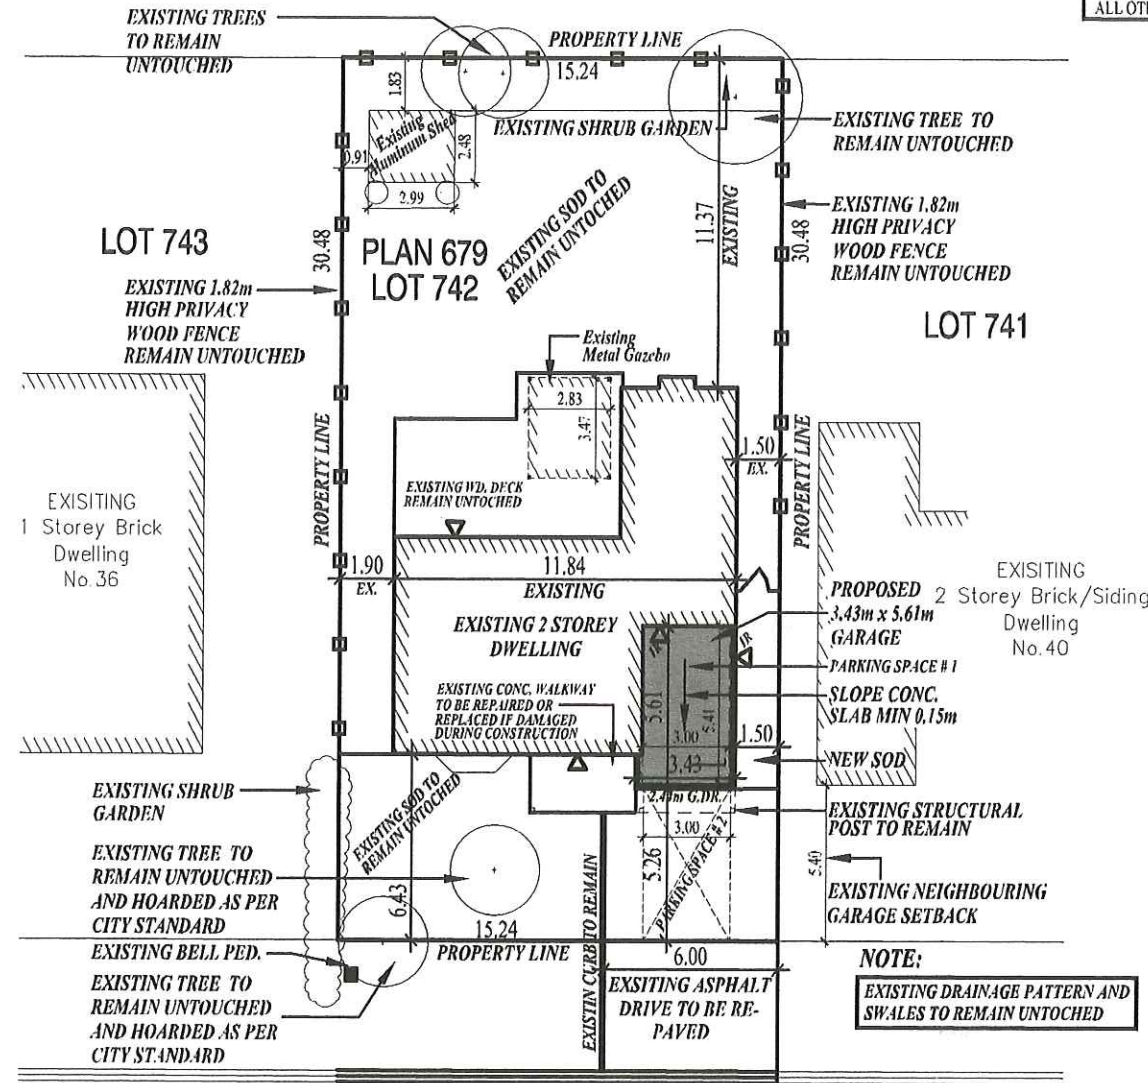 ALL OT
EXISTING TREES
TO REMAIN
UNTOUCHED
PROPERTY LINE
15.24
1.83
EXISTING SHRUB GARDEN
EXISTING TREE TO
REMAIN UNTOUCHED
Existing
Aluminum Shed
2.48
0.91
2.99
EXISTING SOD TO
REMAIN UNTOCHED
11.37
EXISTING
EXISTING 1.82m
HIGH PRIVACY
WOOD FENCE
REMAIN UNTOUCHED
30.48
30.48
LOT 743
PLAN 679
LOT 742
LOT 741
EXISTING 1.82m
HIGH PRIVACY
WOOD FENCE
REMAIN UNTOUCHED
Existing
Metal Gazebo
2.83
3.47
PROPERTY LINE
PROPERTY LINE
1.50
EX.
EXISTING WD. DECK
REMAIN UNTOCHED
EXISITING
1 Storey Brick
Dwelling
No.36
1.90
EX.
11.84
EXISTING
EXISTING 2 STOREY
DWELLING
EXISITING
2 Storey Brick/Siding
Dwelling
No.40
PROPOSED
3.43m x 5.61m
GARAGE
1R
1R
PARKING SPACE # 1
SLOPE CONC.
SLAB MIN 0.15m
EXISTING CONC. WALKWAY
TO BE REPAIRED OR
REPLACED IF DAMAGED
DURING CONSTRUCTION
5.61
5.41
3.00
3.43
1.50
NEW SOD
2.43m G.DR.
EXISTING STRUCTURAL
POST TO REMAIN
3.00
5.26
PARKING SPACE # 2
5.40
EXISTING NEIGHBOURING
GARAGE SETBACK
EXISTING SHRUB
GARDEN
EXISTING SOD TO
REMAIN UNTOCHED
6.43
EXISTING TREE TO
REMAIN UNTOUCHED
AND HOARDED AS PER
CITY STANDARD
15.24
PROPERTY LINE
EXISTIN CURB TO REMAIN
6.00
EXSITING ASPHALT
DRIVE TO BE RE-
PAVED
EXISTING BELL PED.
EXISTING TREE TO
REMAIN UNTOUCHED
AND HOARDED AS PER
CITY STANDARD
NOTE:
EXISTING DRAINAGE PATTERN AND
SWALES TO REMAIN UNTOCHED